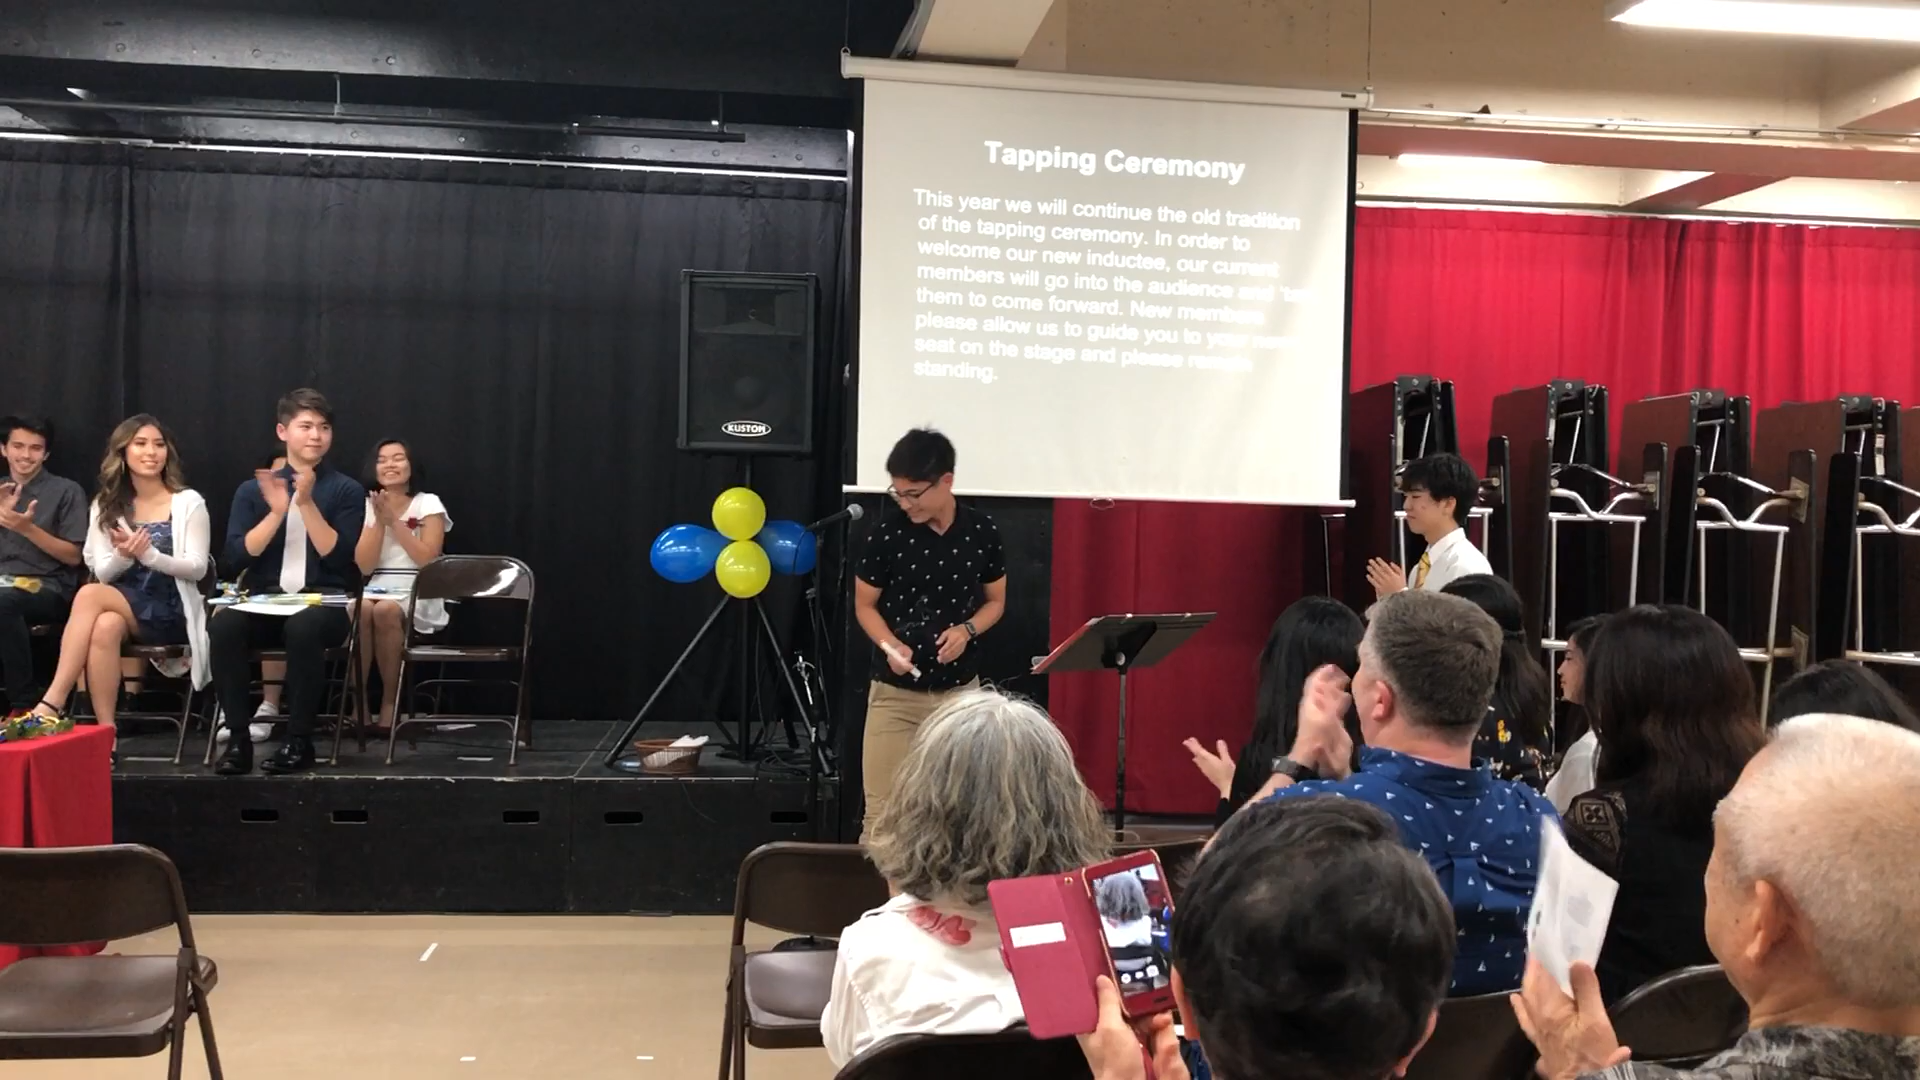 Tapping Ceremony
This year we will continue the old tradition
of the tapping ceremony. In order to
welcome our new inductee, our current
members will go into the audience and
them to come forward. New members
please allow us to guide you to your
seat on the stage and please remain
standing.
KUSTOM